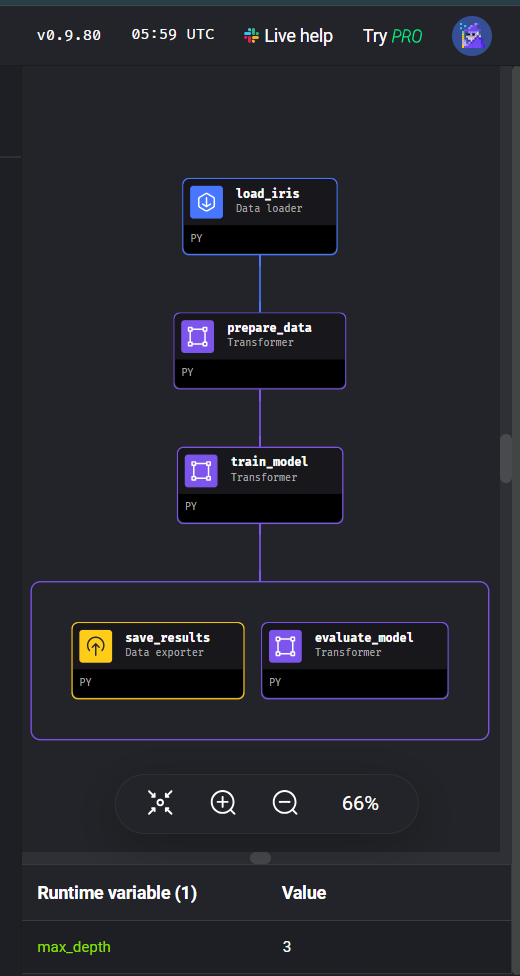 v0.9.80 05:59 UTC Live help Try PRO
load_iris
Data loader
PY
prepare_data
Transformer
PY
train_model
Transformer
PY
save_results
Data exporter
PY
evaluate_model
Transformer
PY
66%
Runtime variable (1) Value
max_depth 3